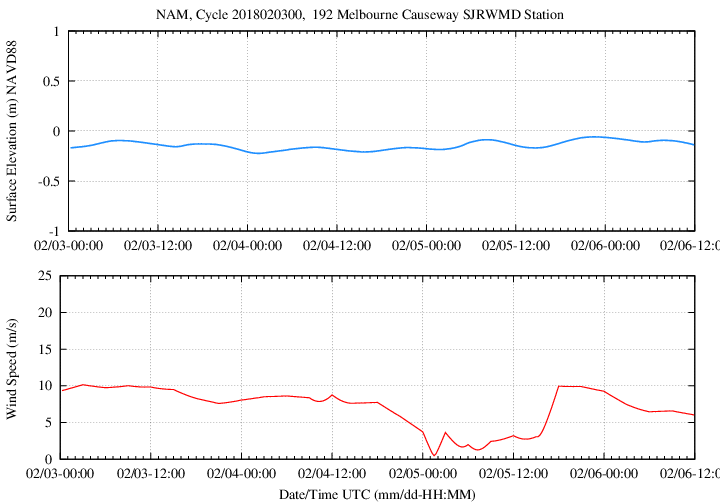 NAM, Cycle 2018020300,  192 Melbourne Causeway SJRWMD Station
Surface Elevation (m) NAVD88
1
0.5
0
-0.5
-1
02/03-00:00 02/03-12:00 02/04-00:00 02/04-12:00 02/05-00:00 02/05-12:00 02/06-00:00 02/06-12:0
Wind Speed (m/s)
25
20
15
10
5
0
02/03-00:00 02/03-12:00 02/04-00:00 02/04-12:00 02/05-00:00 02/05-12:00 02/06-00:00 02/06-12:0
Date/Time UTC (mm/dd-HH:MM)